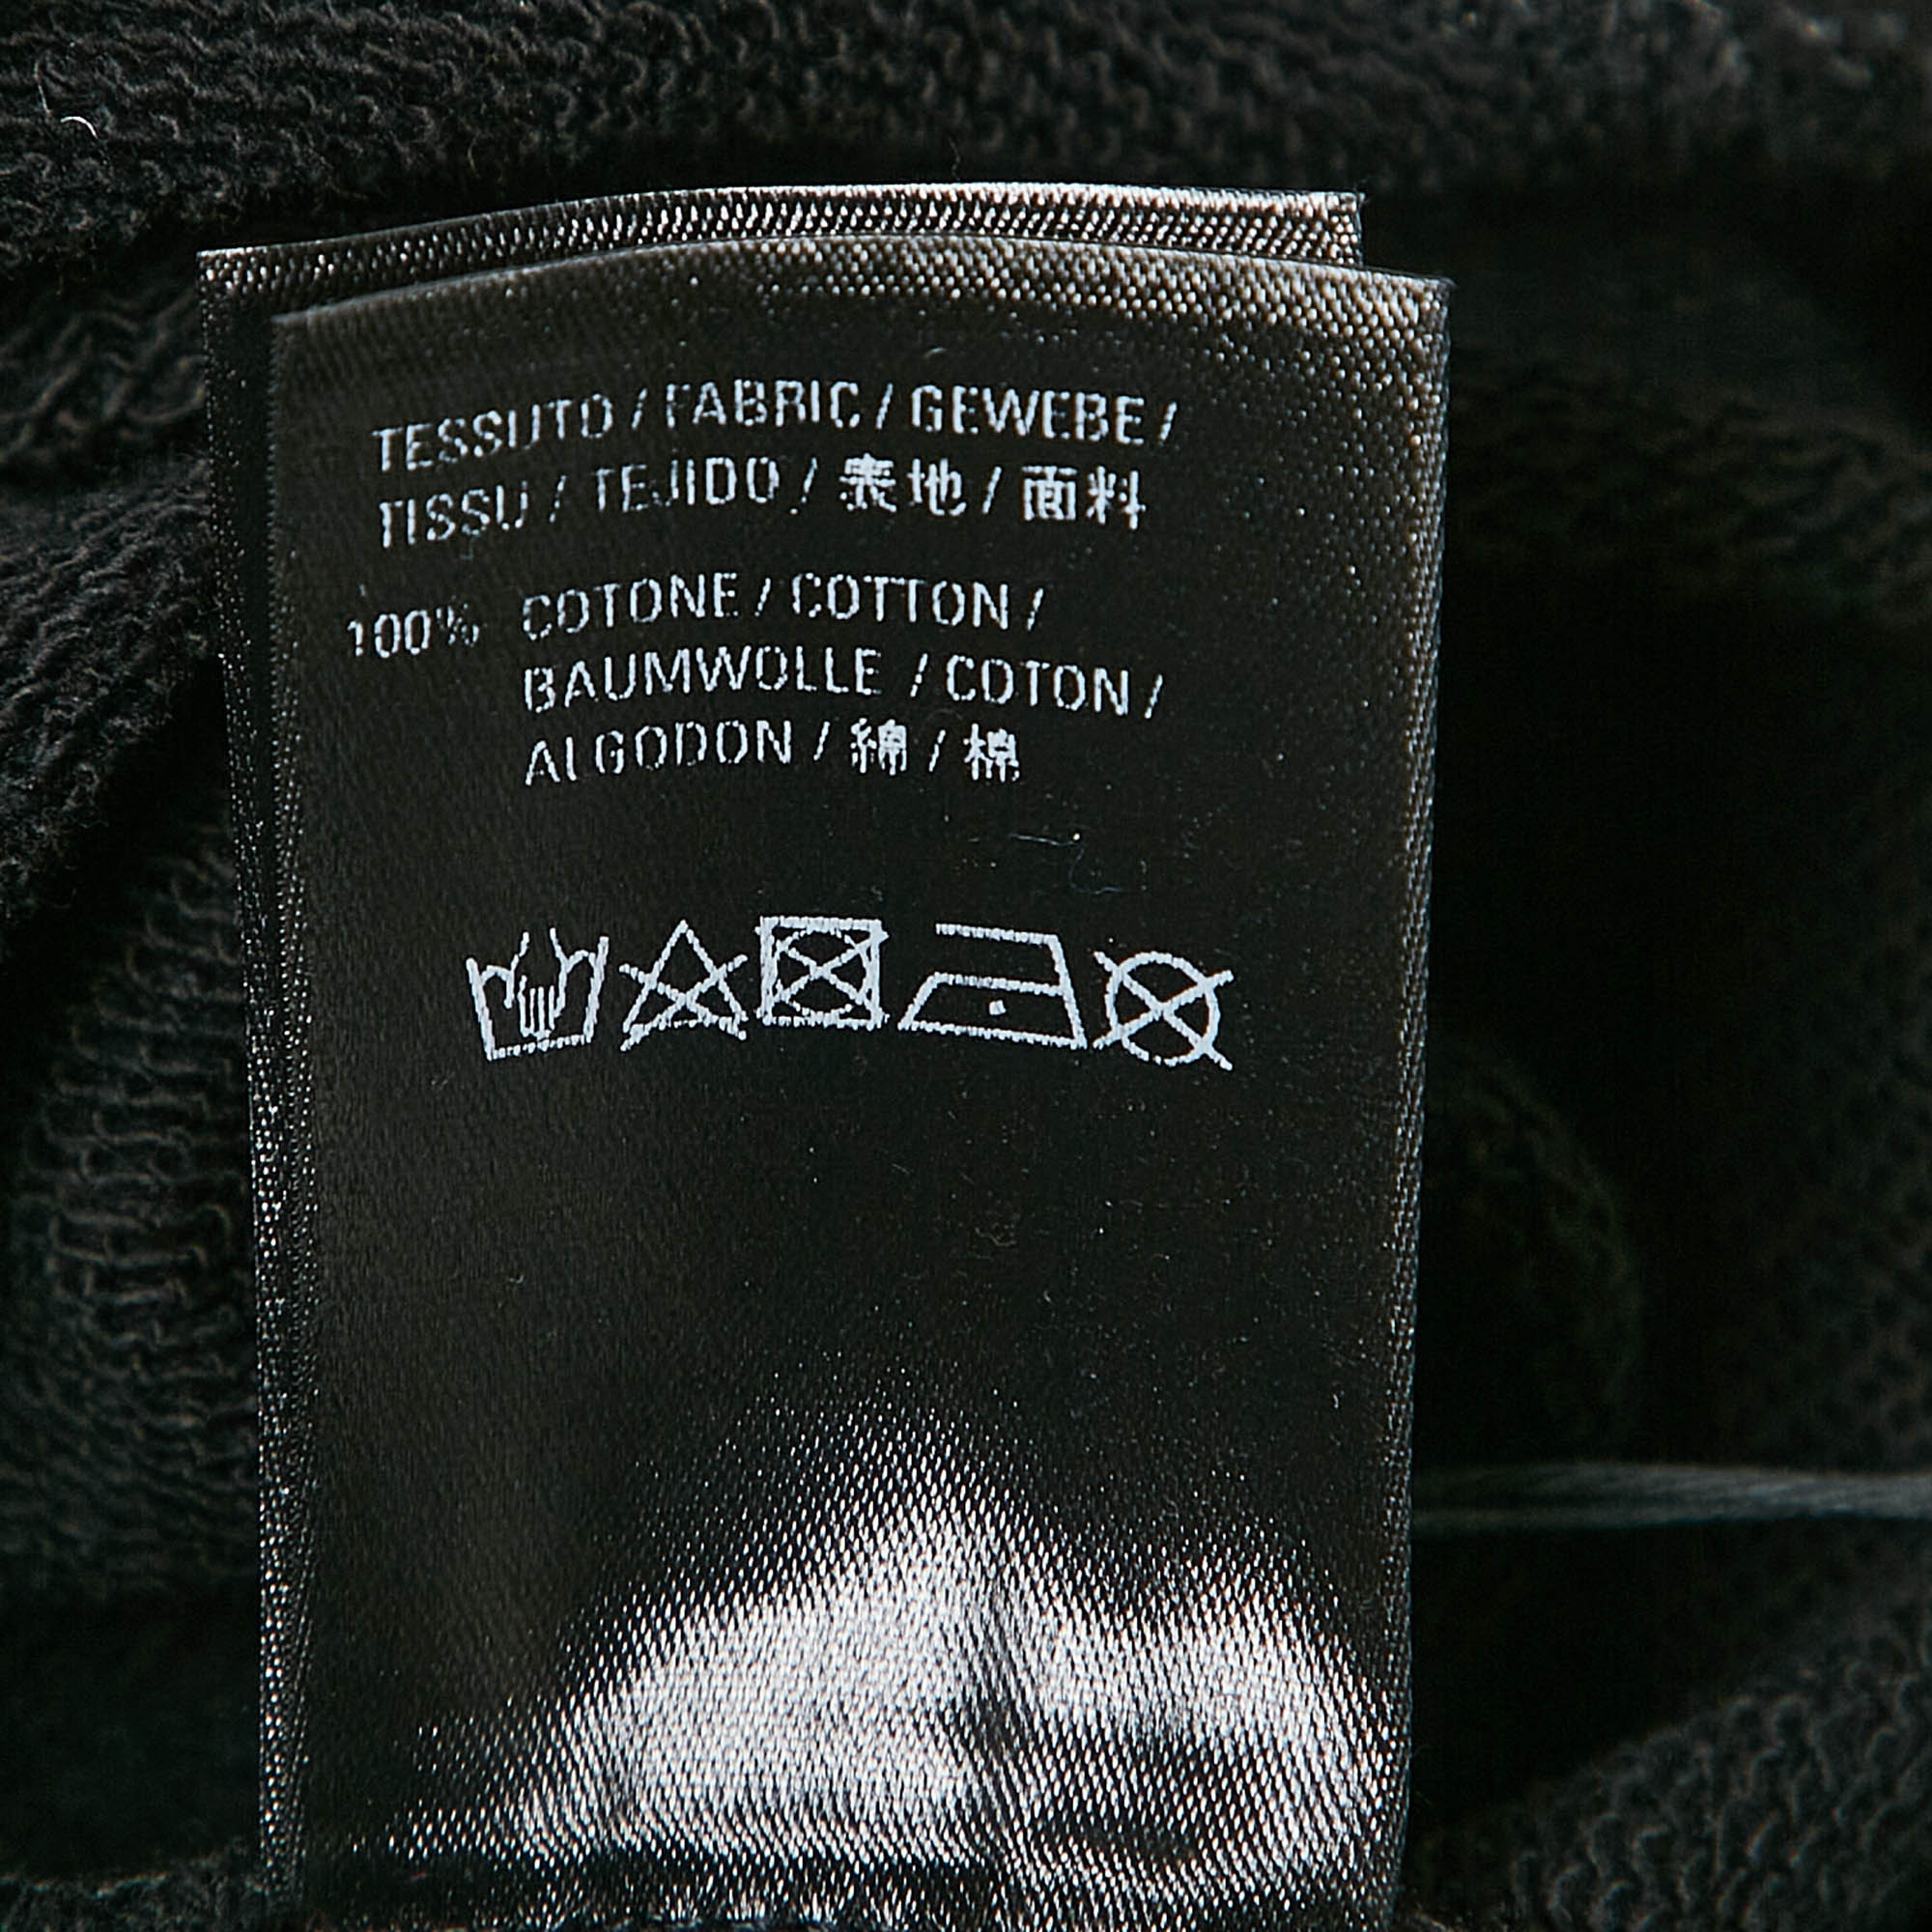 TESSUTO / FABRIC / GEWEBE /
TISSU / TEJIDO / 表地 / 面料
100% COTONE / COTTON /
BAUMWOLLE / COTON /
ALGODON / 綿 / 棉